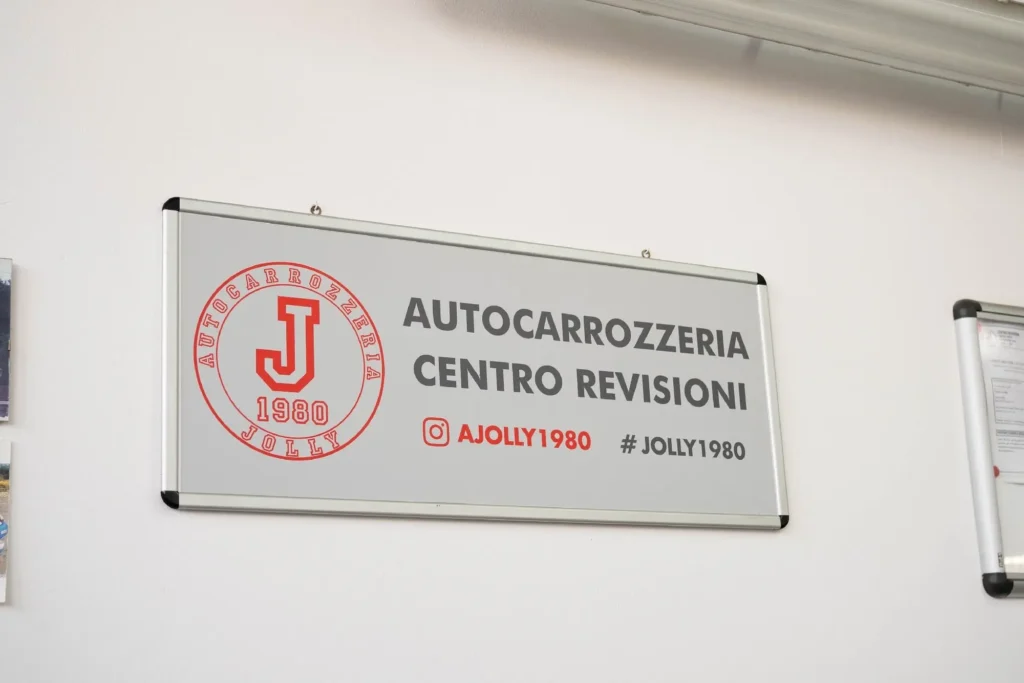 AUTOCARROZZERIA
J
1980
JOLLY
AUTOCARROZZERIA
CENTRO REVISIONI
AJOLLY1980
#JOLLY1980